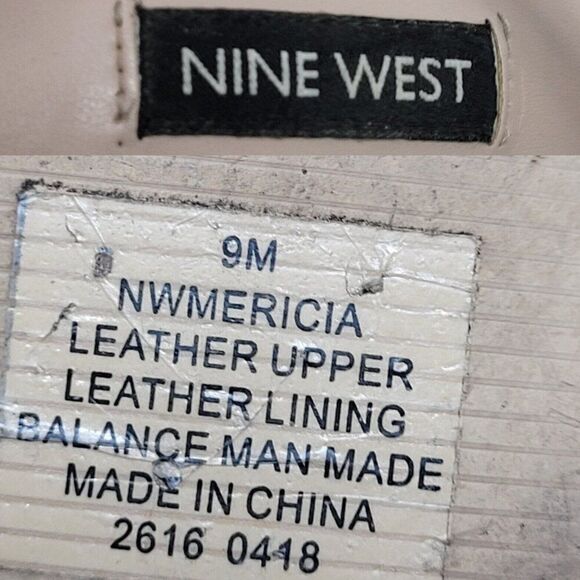 NINE WEST
9M
NWMERICIA
LEATHER UPPER
LEATHER LINING
BALANCE MAN MADE
MADE IN CHINA
2616 0418